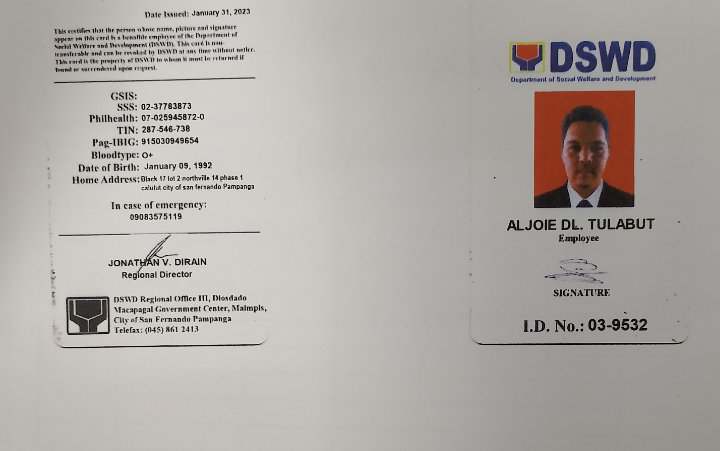 Date Issued: January 31, 2023
This certifies that the person whose name, picture and signature
appear on this card is a bonafide employee of the Department of
Social Welfare and Development (DSWD). This card is non-
transferable and can be revoked by DSWD at any time without notice.
This card is the property of DSWD to whom it must be returned if
found or surrendered upon request.
GSIS:
SSS: 02-37783873
Philhealth: 07-025945872-0
TIN: 287-546-738
Pag-IBIG: 915030949654
Bloodtype: O+
Date of Birth: January 09, 1992
Home Address: Black 17 lot 2 northville 14 phase 1
calulut city of san fernando Pampanga
In case of emergency:
09083575119
JONATHAN V. DIRAIN
Regional Director
DSWD Regional Office III, Diosdado
Macapagal Government Center, Maimpis,
City of San Fernando Pampanga
Telefax: (045) 861 2413
DSWD
Department of Social Welfare and Development
ALJOIE DL. TULABUT
Employee
SIGNATURE
I.D. No.: 03-9532